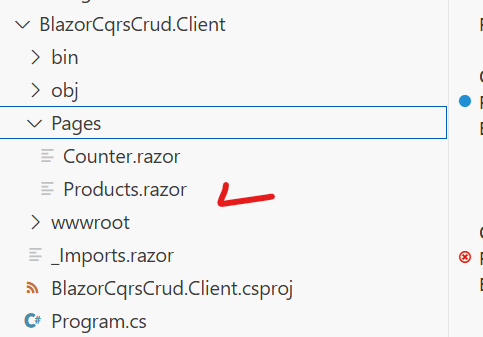 BlazorCqrsCrud.Client
bin
obj
Pages
Counter.razor
Products.razor
wwwroot
_Imports.razor
BlazorCqrsCrud.Client.csproj
C# Program.cs